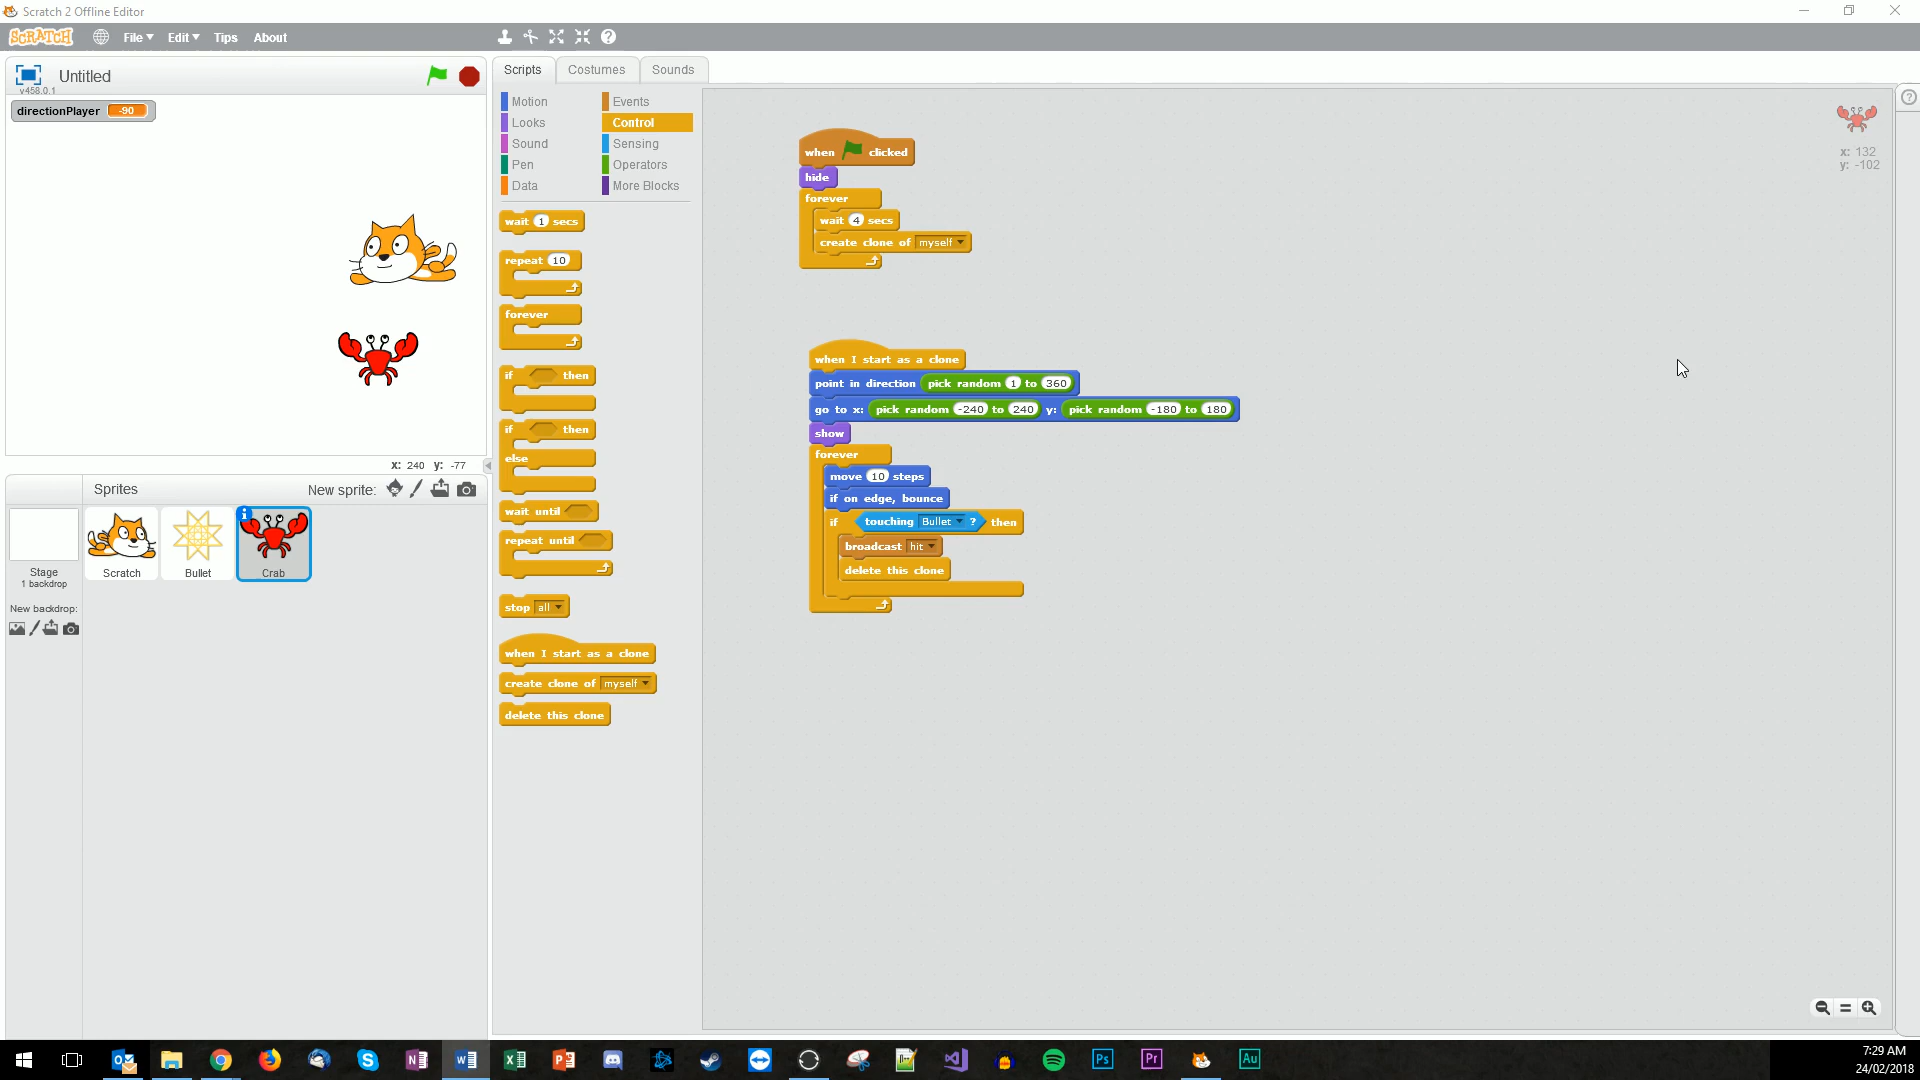 Scratch 2 Offline Editor
SCRATCH File Edit Tips About
Untitled
v458.0.1
directionPlayer -90
x: 240 y: -77
Sprites New sprite:
Scratch Bullet Crab
Stage
1 backdrop
New backdrop:
Scripts Costumes Sounds
Motion Events
Looks Control
Sound Sensing
Pen Operators
Data More Blocks
wait 1 secs
repeat 10
forever
if then
if then
else
wait until
repeat until
stop all
when I start as a clone
create clone of myself
delete this clone
when clicked
hide
forever
wait 4 secs
create clone of myself
when I start as a clone
point in direction pick random 1 to 360
go to x: pick random -240 to 240 y: pick random -180 to 180
show
forever
move 10 steps
if on edge, bounce
if touching Bullet ? then
broadcast hit
delete this clone
x: 132
y: -102
Ps Pr Au
7:29 AM
24/02/2018